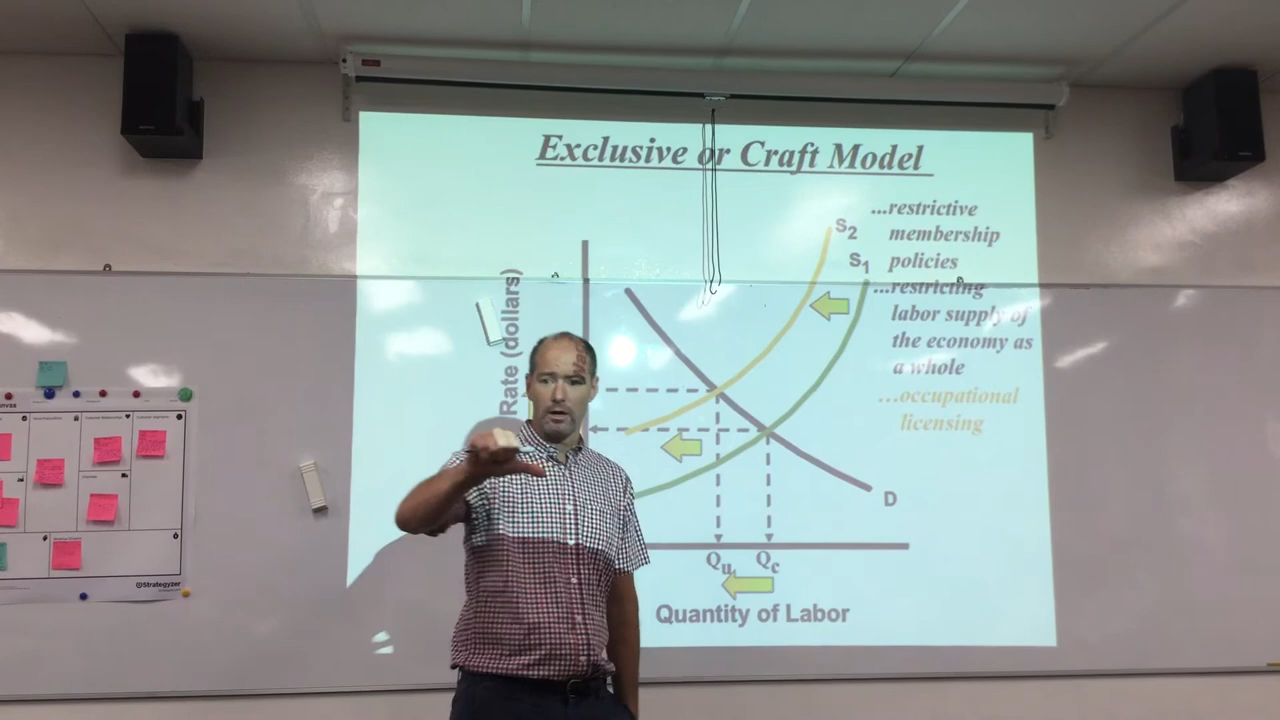 Exclusive or Craft Model
...restrictive
membership
policies
...restricting
labor supply of
the economy as
a whole
...occupational
licensing
S2
S1
D
Rate (dollars)
Qu Qc
Quantity of Labor
Strategyzer